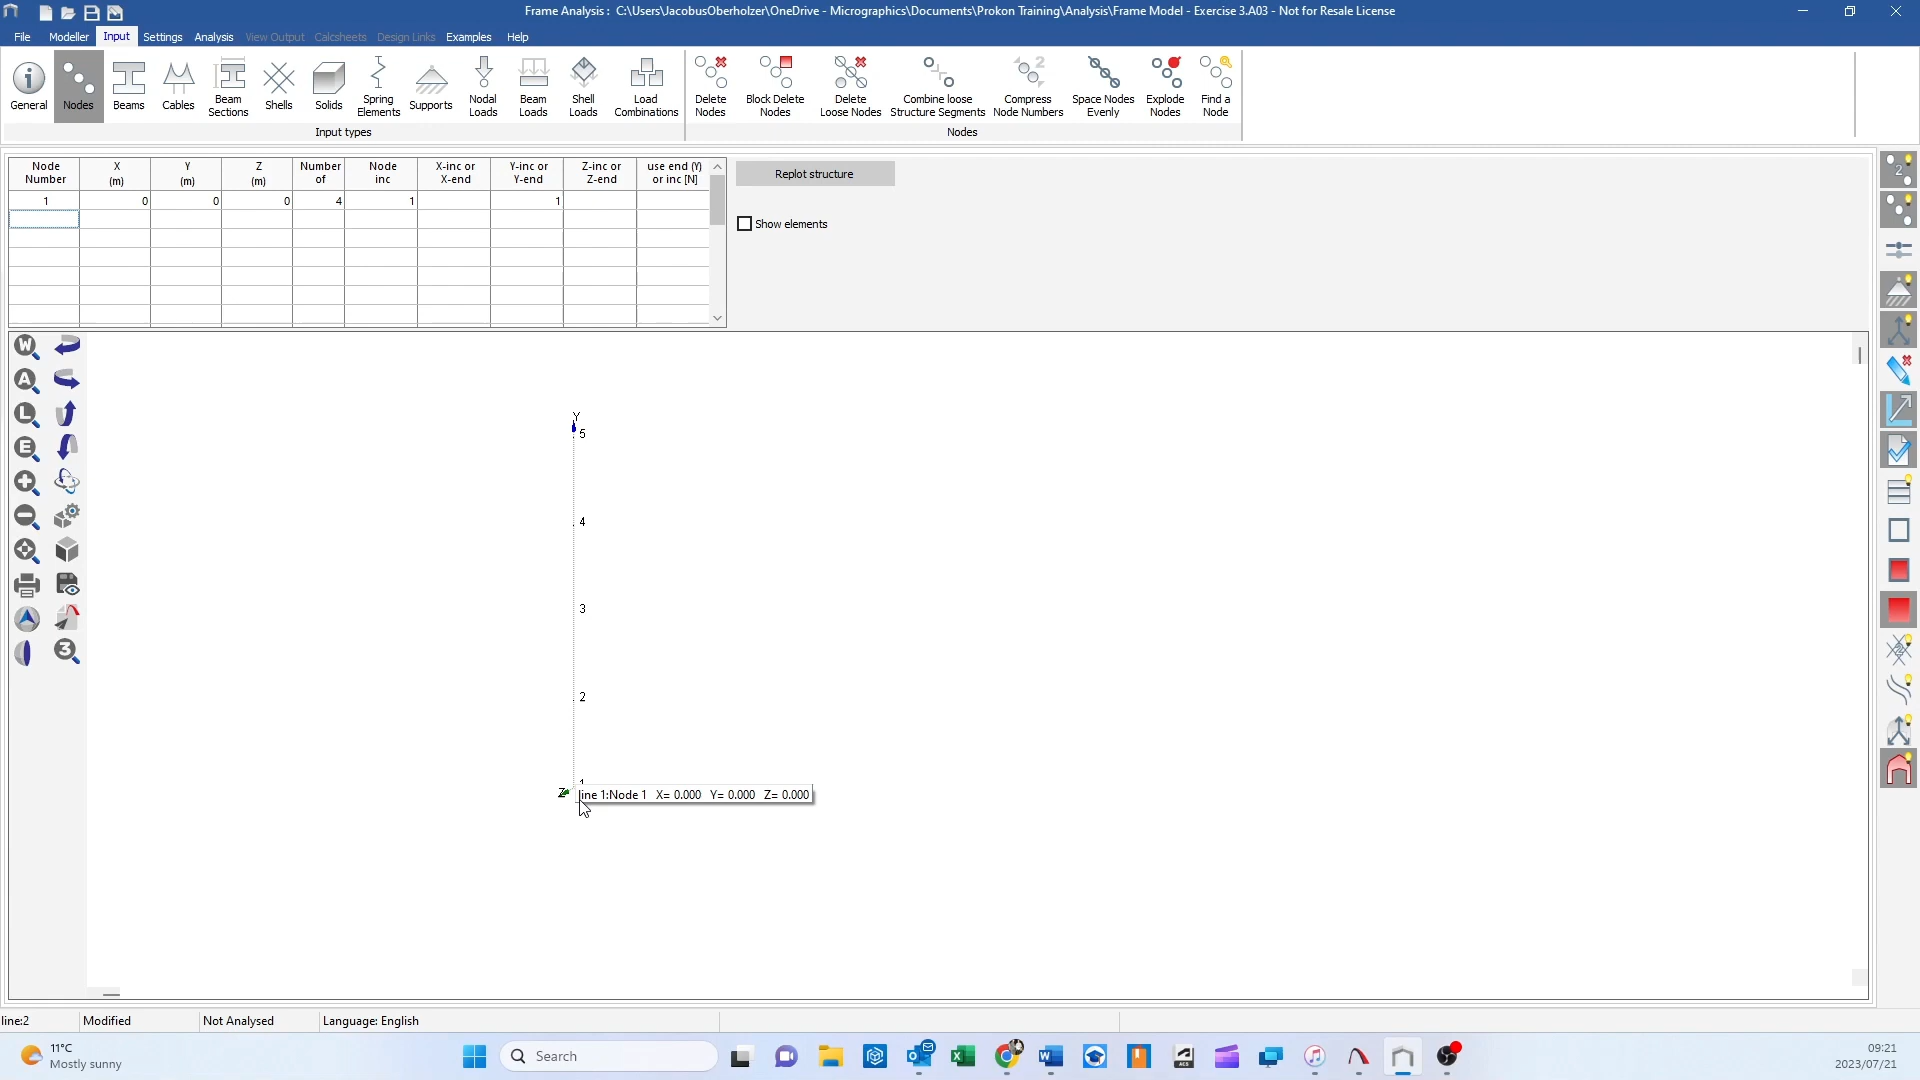 Frame Analysis : C:\Users\JacobusOberholzer\OneDrive - Micrographics\Documents\Prokon Training\Analysis\Frame Model - Exercise 3.A03 - Not for Resale License
File Modeller Input Settings Analysis View Output Calcsheets Design Links Examples Help
General Nodes Beams Cables Beam Sections Shells Solids Spring Elements Supports Nodal Loads Beam Loads Shell Loads Load Combinations Delete Nodes Block Delete Nodes Delete Loose Nodes Combine loose Structure Segments Compress Node Numbers Space Nodes Evenly Explode Nodes Find a Node
Input types Nodes
Node Number X (m) Y (m) Z (m) Number of Node inc X-inc or X-end Y-inc or Y-end Z-inc or Z-end use end (Y) or inc [N]
1 0 0 0 4 1 1
Replot structure
Show elements
Y
5
4
3
2
1
Z
line 1:Node 1 X= 0.000 Y= 0.000 Z= 0.000
line:2 Modified Not Analysed Language: English
11°C
Mostly sunny
Search
09:21
2023/07/21